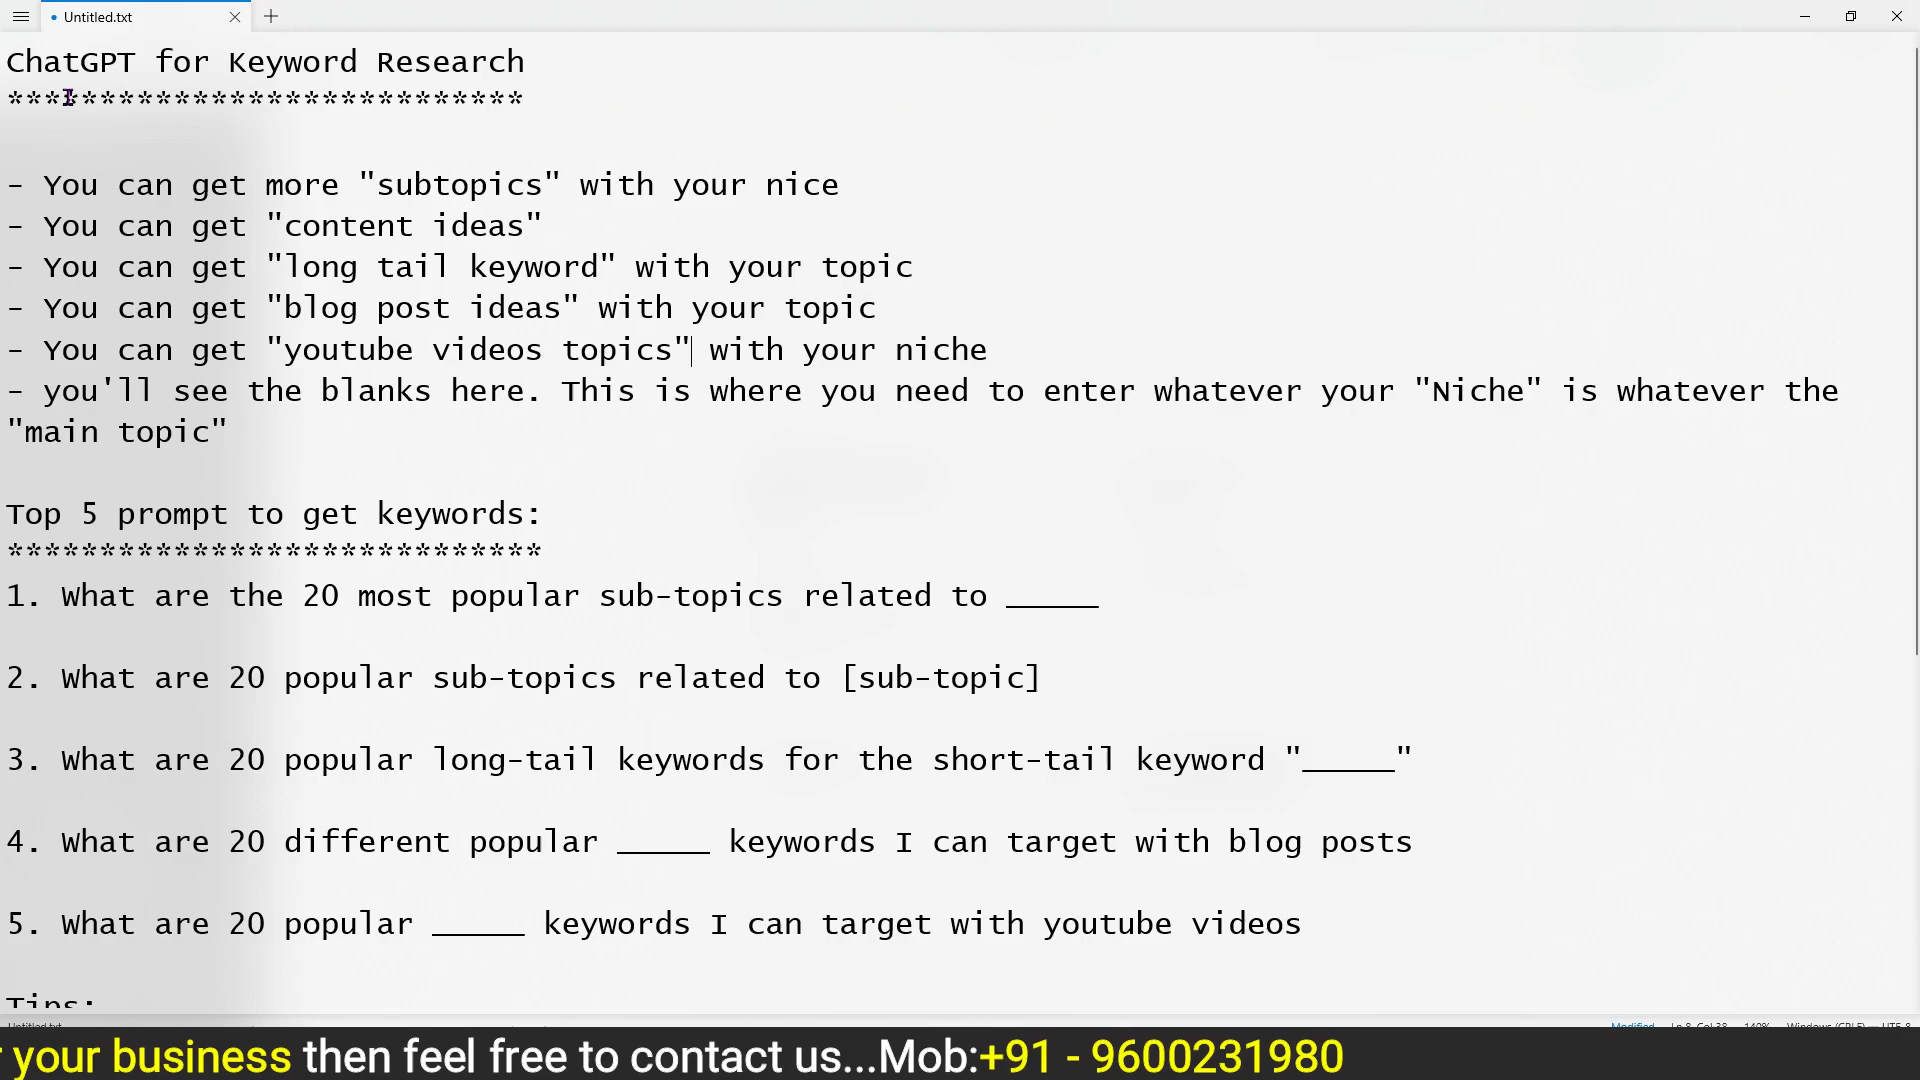 Untitled.txt
ChatGPT for Keyword Research
****************************
- You can get more "subtopics" with your nice
- You can get "content ideas"
- You can get "long tail keyword" with your topic
- You can get "blog post ideas" with your topic
- You can get "youtube videos topics" with your niche
- you'll see the blanks here. This is where you need to enter whatever your "Niche" is whatever the
"main topic"
Top 5 prompt to get keywords:
*****************************
1. What are the 20 most popular sub-topics related to _____
2. What are 20 popular sub-topics related to [sub-topic]
3. What are 20 popular long-tail keywords for the short-tail keyword "_____"
4. What are 20 different popular _____ keywords I can target with blog posts
5. What are 20 popular _____ keywords I can target with youtube videos
Tips:
your business then feel free to contact us...Mob:+91 - 9600231980